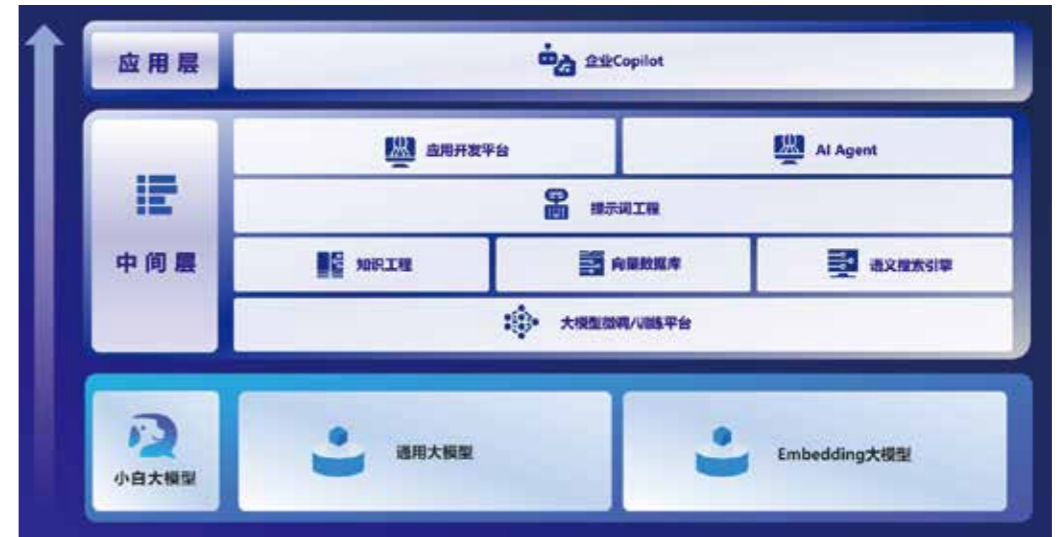 应用层
企业Copilot
应用开发平台
AI Agent
提示词工程
中间层
知识工程
向量数据库
语义搜索引擎
大模型微调/训练平台
小白大模型
通用大模型
Embedding大模型